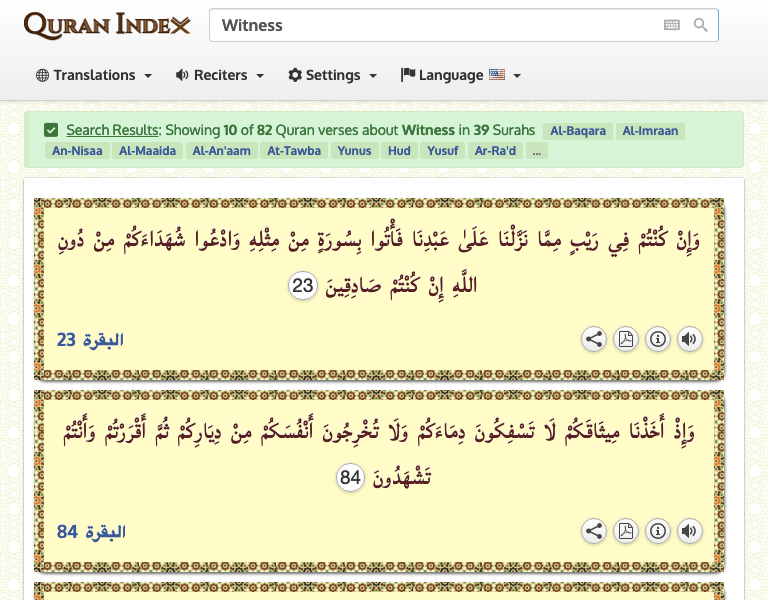 QURAN INDEX
Witness
Translations Reciters Settings Language
Search Results: Showing 10 of 82 Quran verses about Witness in 39 Surahs Al-Baqara Al-Imraan
An-Nisaa Al-Maaida Al-An'aam At-Tawba Yunus Hud Yusuf Ar-Ra'd ...
وَإِنْ كُنْتُمْ فِي رَيْبٍ مِمَّا نَزَّلْنَا عَلَىٰ عَبْدِنَا فَأْتُوا بِسُورَةٍ مِنْ مِثْلِهِ وَادْعُوا شُهَدَاءَكُمْ مِنْ دُونِ
اللَّهِ إِنْ كُنْتُمْ صَادِقِينَ 23
البقرة 23
وَإِذْ أَخَذْنَا مِيثَاقَكُمْ لَا تَسْفِكُونَ دِمَاءَكُمْ وَلَا تُخْرِجُونَ أَنْفُسَكُمْ مِنْ دِيَارِكُمْ ثُمَّ أَقْرَرْتُمْ وَأَنْتُمْ
تَشْهَدُونَ 84
البقرة 84